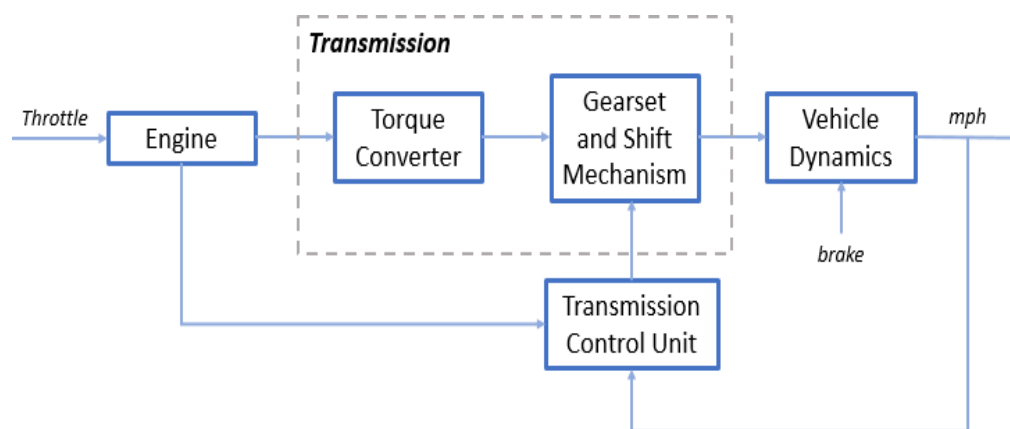 Transmission
Throttle
Engine
Torque
Converter
Gearset
and Shift
Mechanism
Vehicle
Dynamics
mph
brake
Transmission
Control Unit